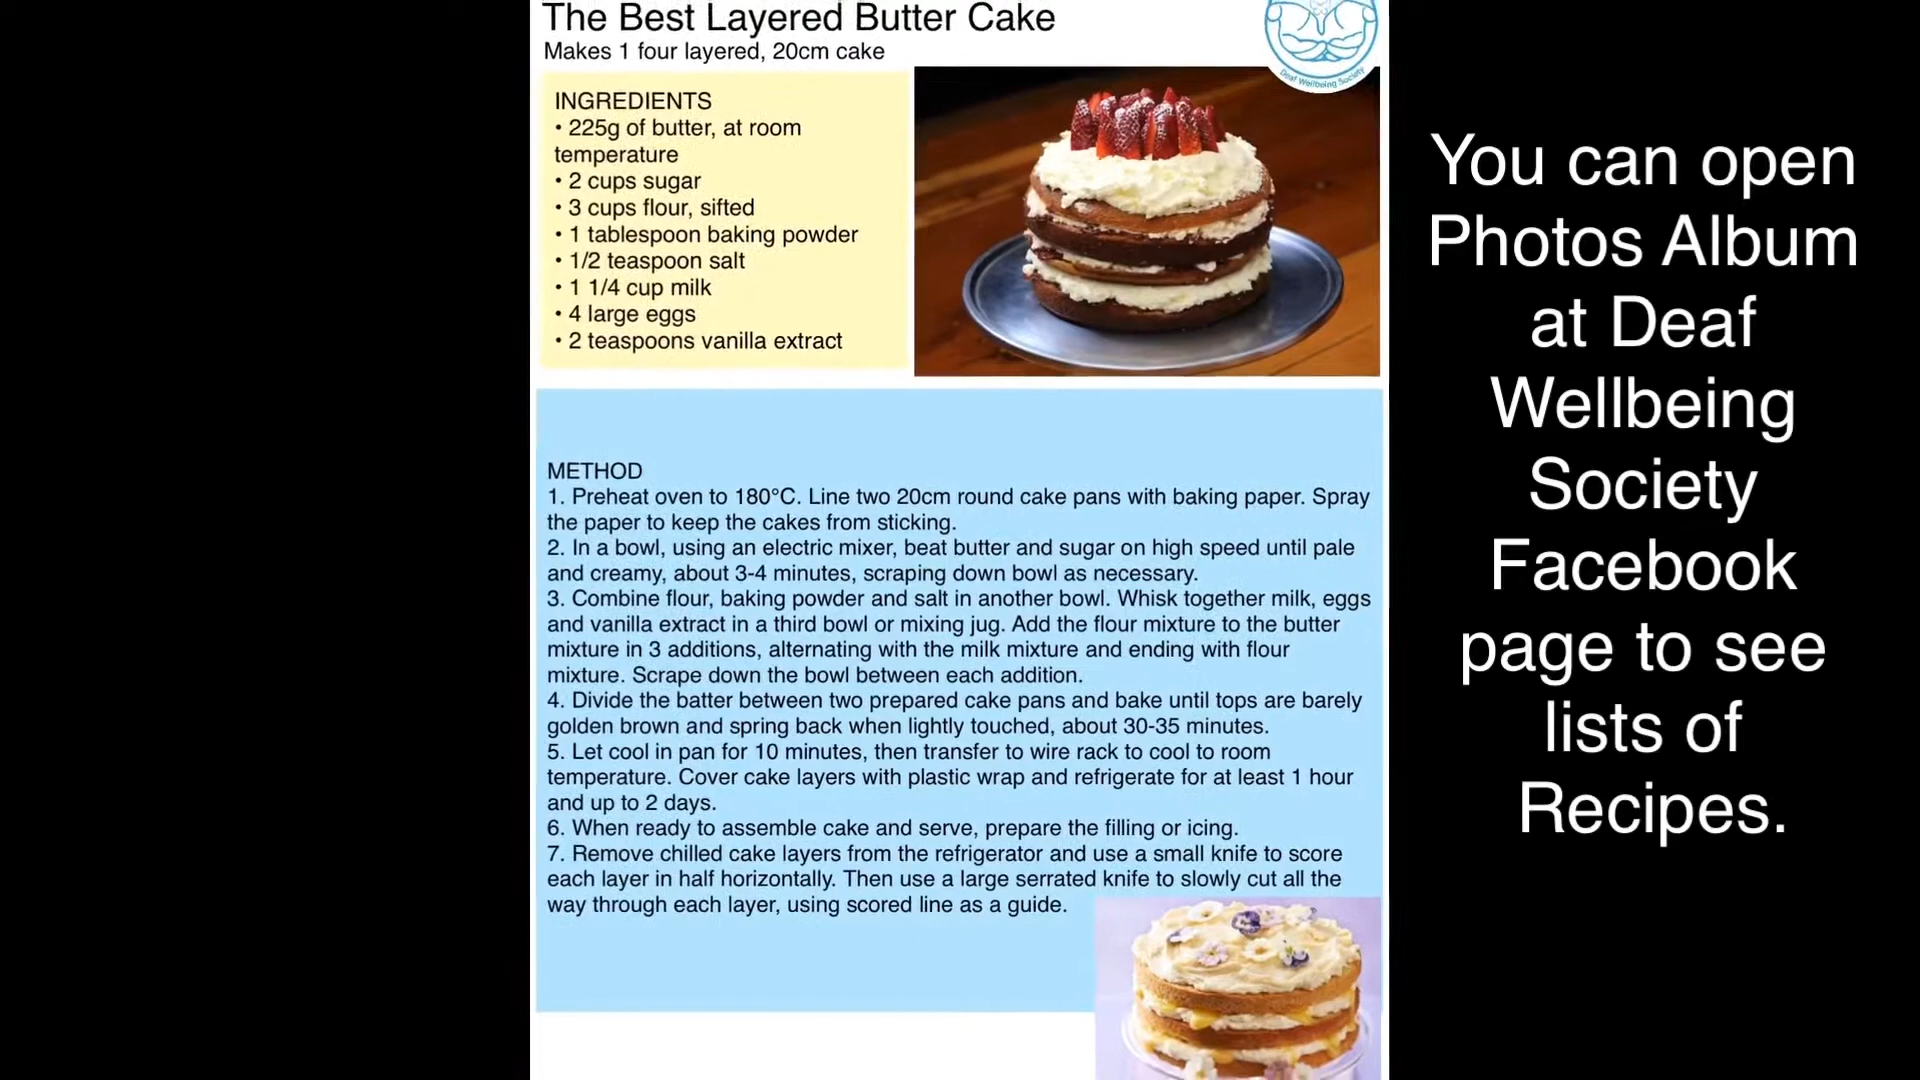 The Best Layered Butter Cake
Makes 1 four layered, 20cm cake
Deaf Wellbeing Society
INGREDIENTS
• 225g of butter, at room
temperature
• 2 cups sugar
• 3 cups flour, sifted
• 1 tablespoon baking powder
• 1/2 teaspoon salt
• 1 1/4 cup milk
• 4 large eggs
• 2 teaspoons vanilla extract
METHOD
1. Preheat oven to 180°C. Line two 20cm round cake pans with baking paper. Spray
the paper to keep the cakes from sticking.
2. In a bowl, using an electric mixer, beat butter and sugar on high speed until pale
and creamy, about 3-4 minutes, scraping down bowl as necessary.
3. Combine flour, baking powder and salt in another bowl. Whisk together milk, eggs
and vanilla extract in a third bowl or mixing jug. Add the flour mixture to the butter
mixture in 3 additions, alternating with the milk mixture and ending with flour
mixture. Scrape down the bowl between each addition.
4. Divide the batter between two prepared cake pans and bake until tops are barely
golden brown and spring back when lightly touched, about 30-35 minutes.
5. Let cool in pan for 10 minutes, then transfer to wire rack to cool to room
temperature. Cover cake layers with plastic wrap and refrigerate for at least 1 hour
and up to 2 days.
6. When ready to assemble cake and serve, prepare the filling or icing.
7. Remove chilled cake layers from the refrigerator and use a small knife to score
each layer in half horizontally. Then use a large serrated knife to slowly cut all the
way through each layer, using scored line as a guide.
You can open
Photos Album
at Deaf
Wellbeing
Society
Facebook
page to see
lists of
Recipes.